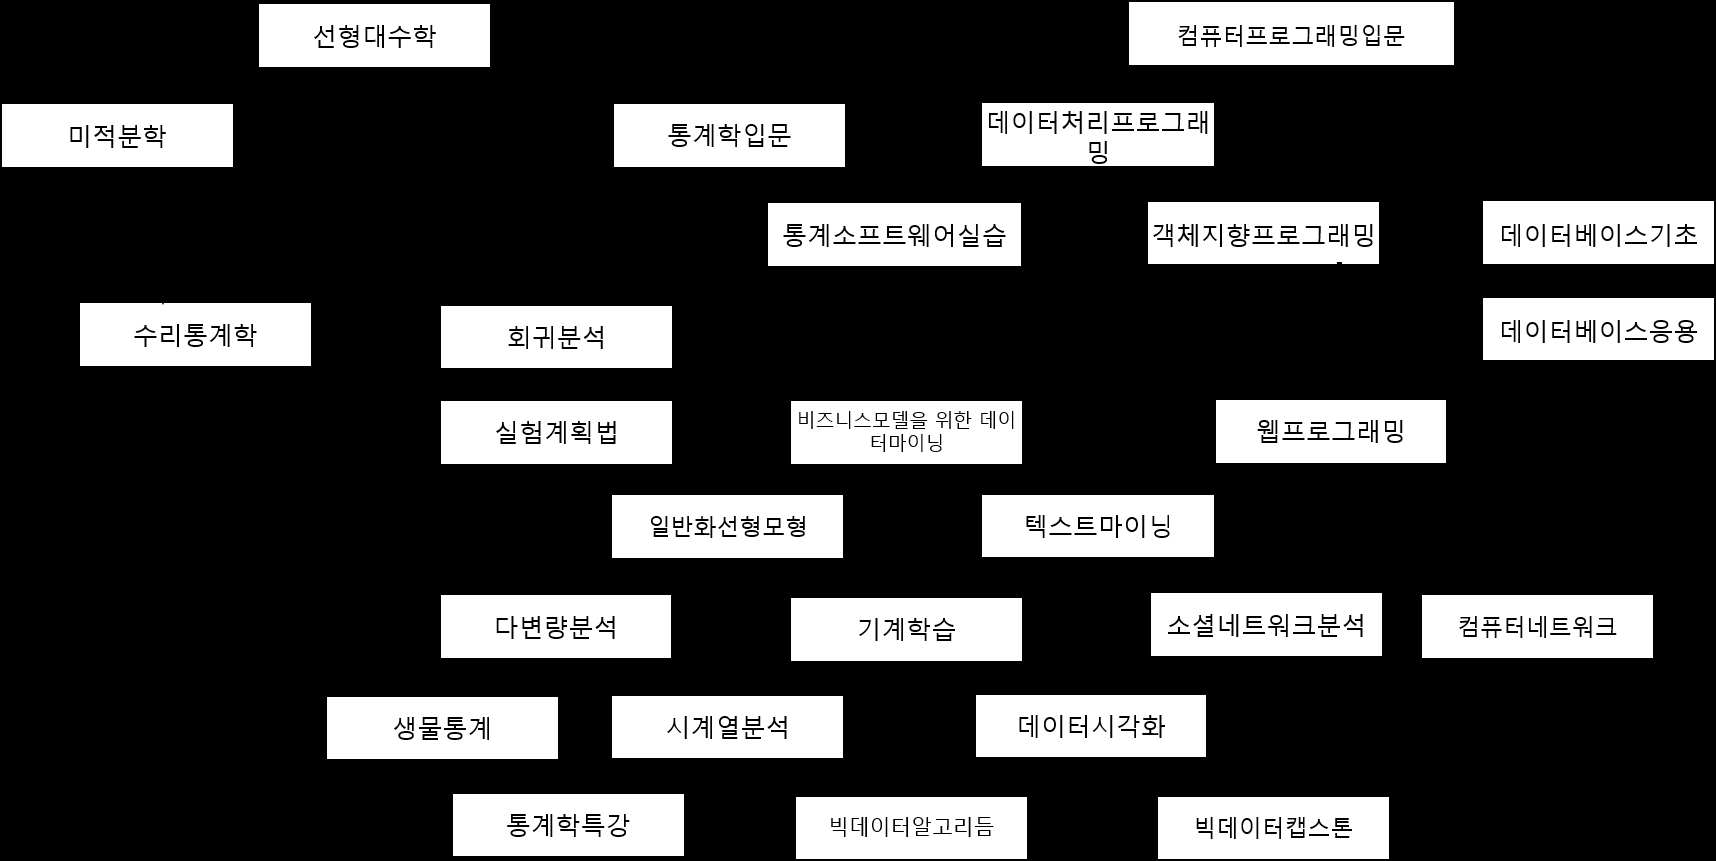 선형대수학
컴퓨터프로그래밍입문
미적분학
통계학입문
데이터처리프로그래
밍
통계소프트웨어실습
객체지향프로그래밍
데이터베이스기초
수리통계학
회귀분석
데이터베이스응용
실험계획법
비즈니스모델을 위한 데이
터마이닝
웹프로그래밍
일반화선형모형
텍스트마이닝
다변량분석
기계학습
소셜네트워크분석
컴퓨터네트워크
생물통계
시계열분석
데이터시각화
통계학특강
빅데이터알고리듬
빅데이터캡스톤